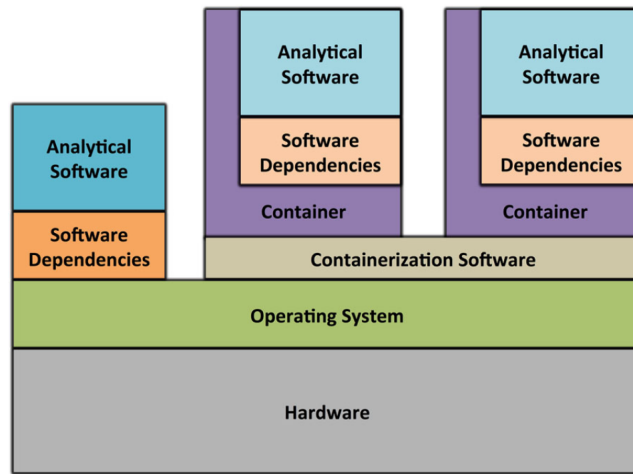 Analytical
Software
Software
Dependencies
Analytical
Software
Software
Dependencies
Container
Analytical
Software
Software
Dependencies
Container
Containerization Software
Operating System
Hardware